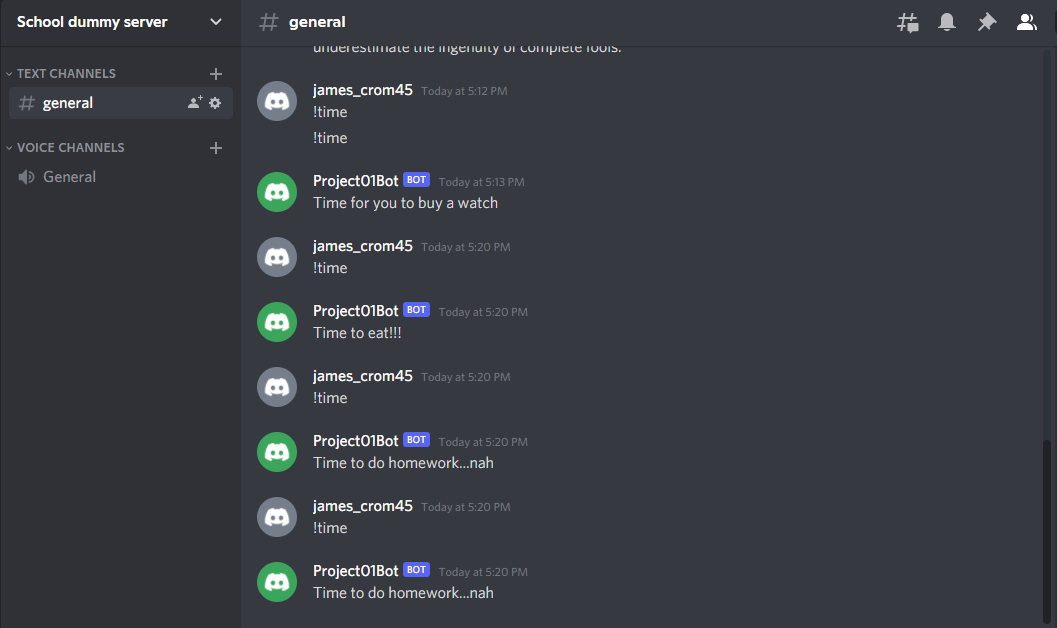 School dummy server
# general
underestimate the ingenuity of complete fools.
TEXT CHANNELS
# general
VOICE CHANNELS
General
james_crom45 Today at 5:12 PM
!time
!time
Project01Bot BOT Today at 5:13 PM
Time for you to buy a watch
james_crom45 Today at 5:20 PM
!time
Project01Bot BOT Today at 5:20 PM
Time to eat!!!
james_crom45 Today at 5:20 PM
!time
Project01Bot BOT Today at 5:20 PM
Time to do homework...nah
james_crom45 Today at 5:20 PM
!time
Project01Bot BOT Today at 5:20 PM
Time to do homework...nah